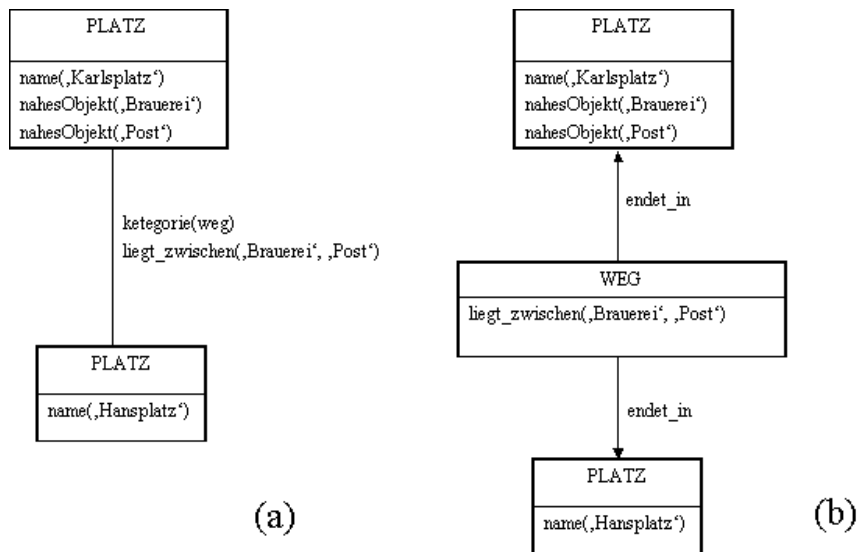 PLATZ
name(‚Karlsplatz‘)
nahesObjekt(‚Brauerei‘)
nahesObjekt(‚Post‘)
ketegorie(weg)
liegt_zwischen(‚Brauerei‘, ‚Post‘)
PLATZ
name(‚Hansplatz‘)
(a)
PLATZ
name(‚Karlsplatz‘)
nahesObjekt(‚Brauerei‘)
nahesObjekt(‚Post‘)
endet_in
WEG
liegt_zwischen(‚Brauerei‘, ‚Post‘)
endet_in
PLATZ
name(‚Hansplatz‘)
(b)